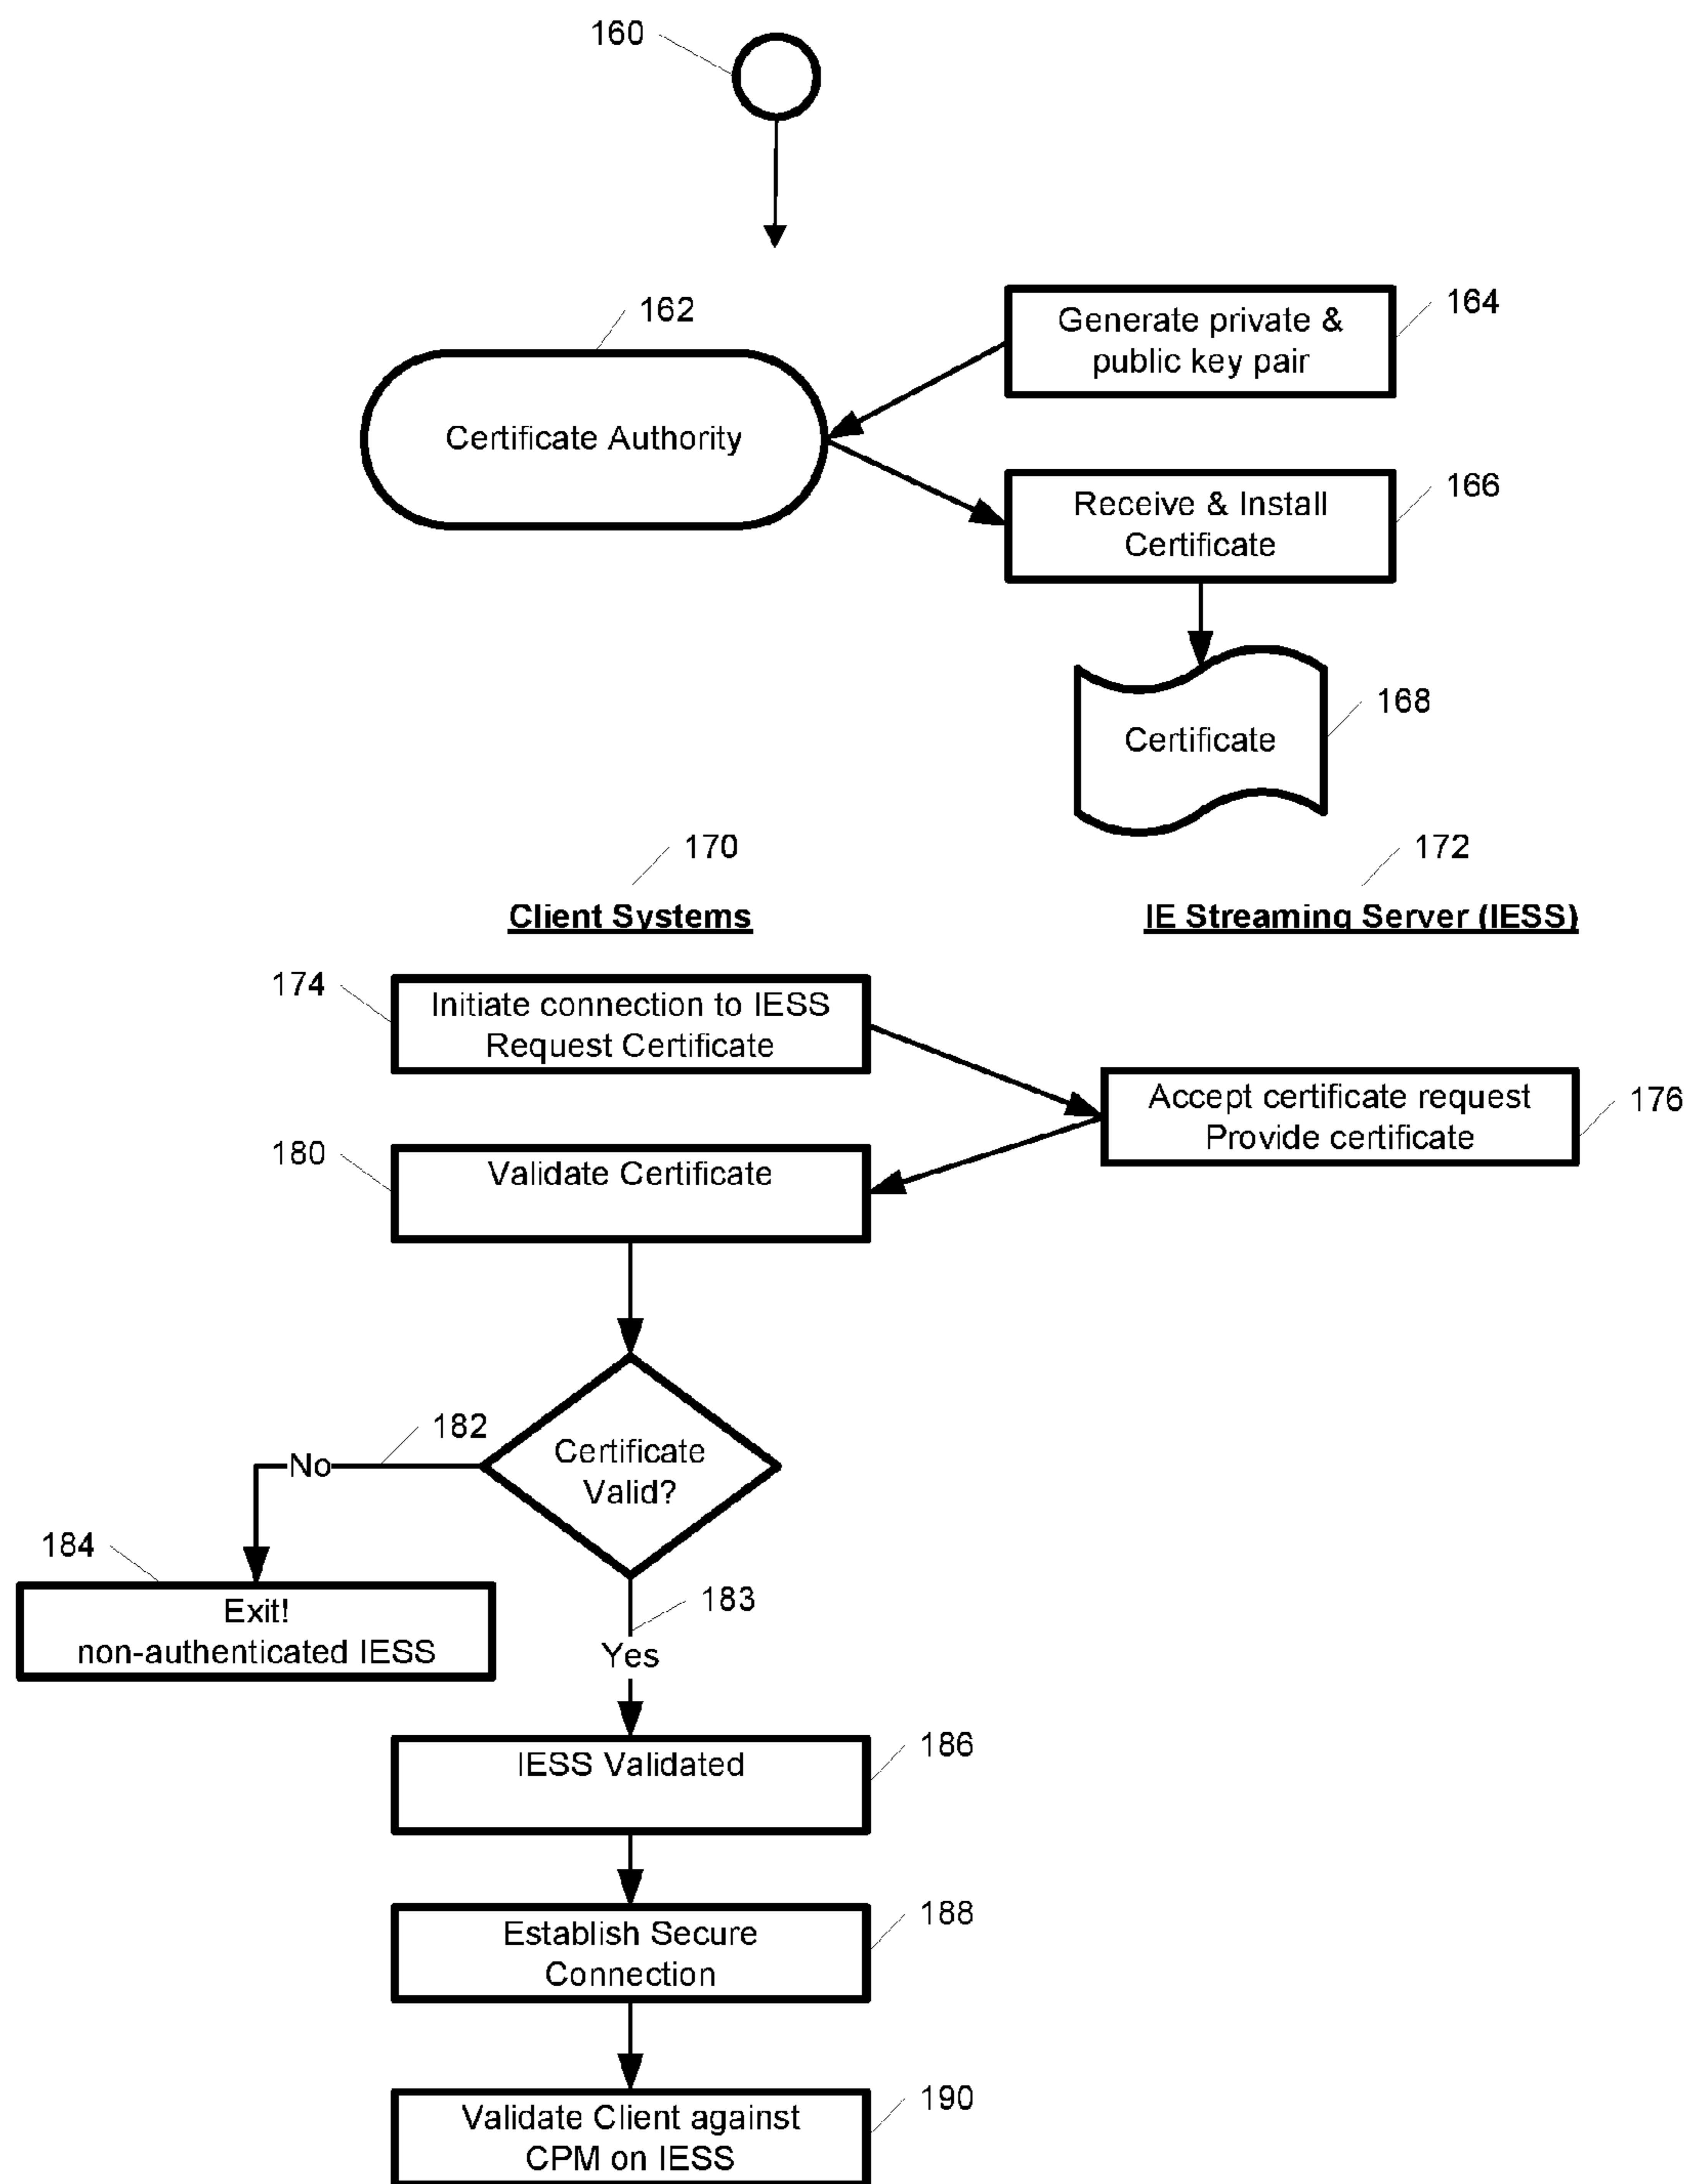 160
162
Generate private &
public key pair
164
Certificate Authority
Receive & Install
Certificate
166
Certificate
168
170
172
Client Systems
IE Streaming Server (IESS)
174
Initiate connection to IESS
Request Certificate
Accept certificate request
Provide certificate
176
180
Validate Certificate
182
No
Certificate
Valid?
184
Exit!
non-authenticated IESS
183
Yes
IESS Validated
186
Establish Secure
Connection
188
Validate Client against
CPM on IESS
190